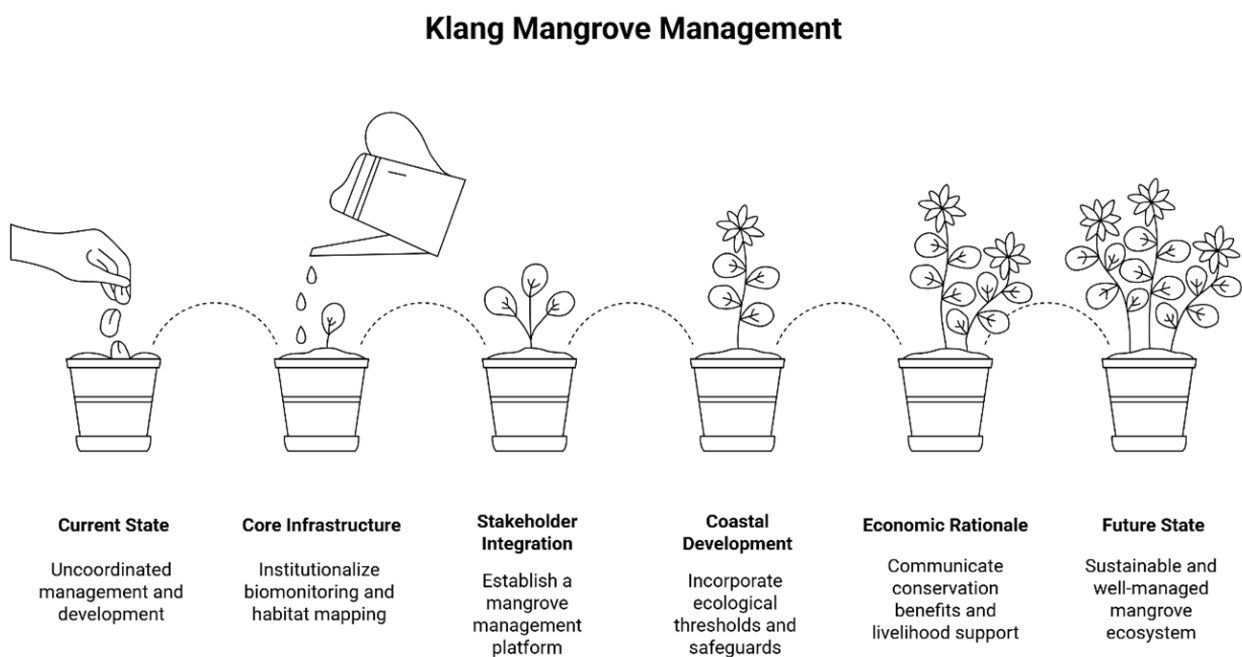 Klang Mangrove Management
Current State
Uncoordinated
management and
development
Core Infrastructure
Institutionalize
biomonitoring and
habitat mapping
Stakeholder
Integration
Establish a
mangrove
management
platform
Coastal
Development
Incorporate
ecological
thresholds and
safeguards
Economic Rationale
Communicate
conservation
benefits and
livelihood support
Future State
Sustainable and
well-managed
mangrove
ecosystem